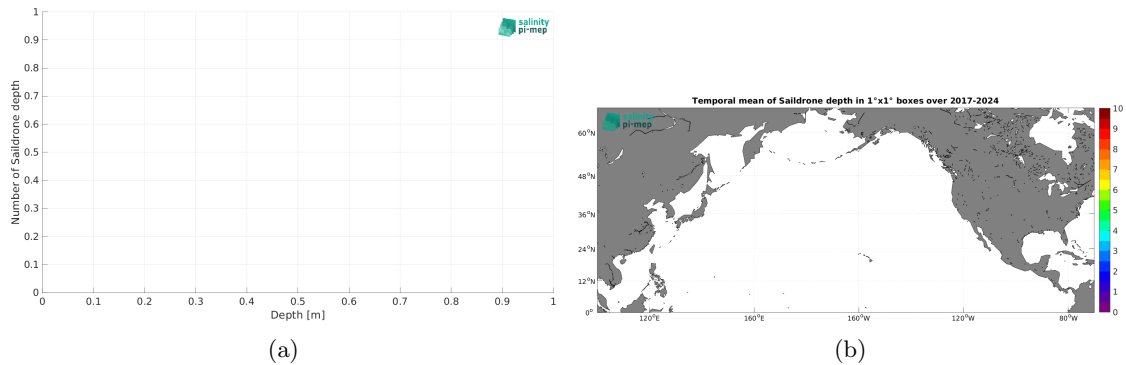 1
0.9
0.8
0.7
0.6
0.5
0.4
0.3
0.2
0.1
0
Number of Saildrone depth
0 0.1 0.2 0.3 0.4 0.5 0.6 0.7 0.8 0.9 1
Depth [m]
salinity
pi-mep
(a)
Temporal mean of Saildrone depth in 1°x1° boxes over 2017-2024
salinity
pi-mep
60°N
48°N
36°N
24°N
12°N
0°
120°E 160°E 160°W 120°W 80°W
10
9
8
7
6
5
4
3
2
1
0
(b)